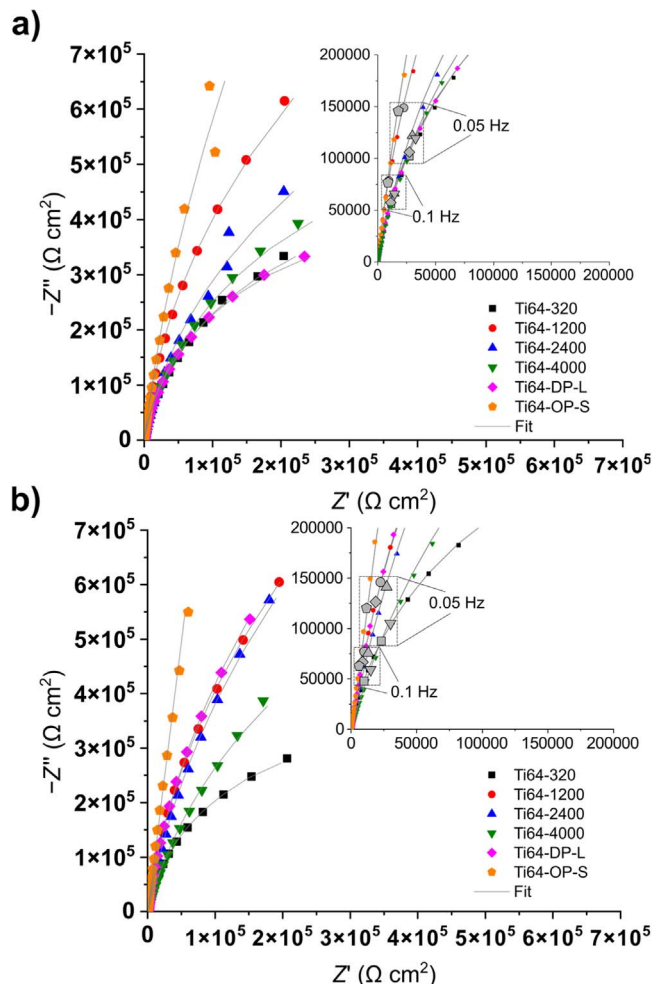 a)
7×10⁵
6×10⁵
5×10⁵
4×10⁵
3×10⁵
2×10⁵
1×10⁵
0
−Z'' (Ω cm²)
0
1×10⁵ 2×10⁵ 3×10⁵ 4×10⁵ 5×10⁵ 6×10⁵ 7×10⁵
Z' (Ω cm²)
200000
150000
100000
50000
0
0 50000 100000 150000 200000
0.05 Hz
0.1 Hz
Ti64-320
Ti64-1200
Ti64-2400
Ti64-4000
Ti64-DP-L
Ti64-OP-S
Fit
b)
7×10⁵
6×10⁵
5×10⁵
4×10⁵
3×10⁵
2×10⁵
1×10⁵
0
−Z'' (Ω cm²)
0 1×10⁵ 2×10⁵ 3×10⁵ 4×10⁵ 5×10⁵ 6×10⁵ 7×10⁵
Z' (Ω cm²)
200000
150000
100000
50000
0
0 50000 100000 150000 200000
0.05 Hz
0.1 Hz
Ti64-320
Ti64-1200
Ti64-2400
Ti64-4000
Ti64-DP-L
Ti64-OP-S
Fit